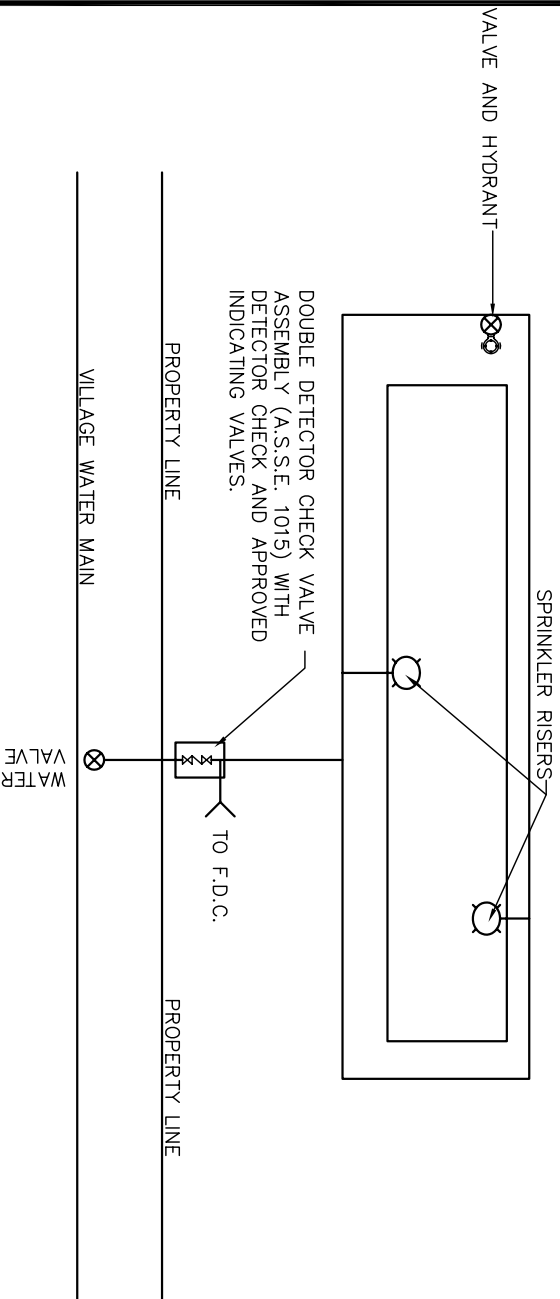 VALVE AND HYDRANT
SPRINKLER RISERS
DOUBLE DETECTOR CHECK VALVE
ASSEMBLY (A.S.S.E. 1015) WITH
DETECTOR CHECK AND APPROVED
INDICATING VALVES.
TO F.D.C.
PROPERTY LINE
PROPERTY LINE
VILLAGE WATER MAIN
WATER
VALVE